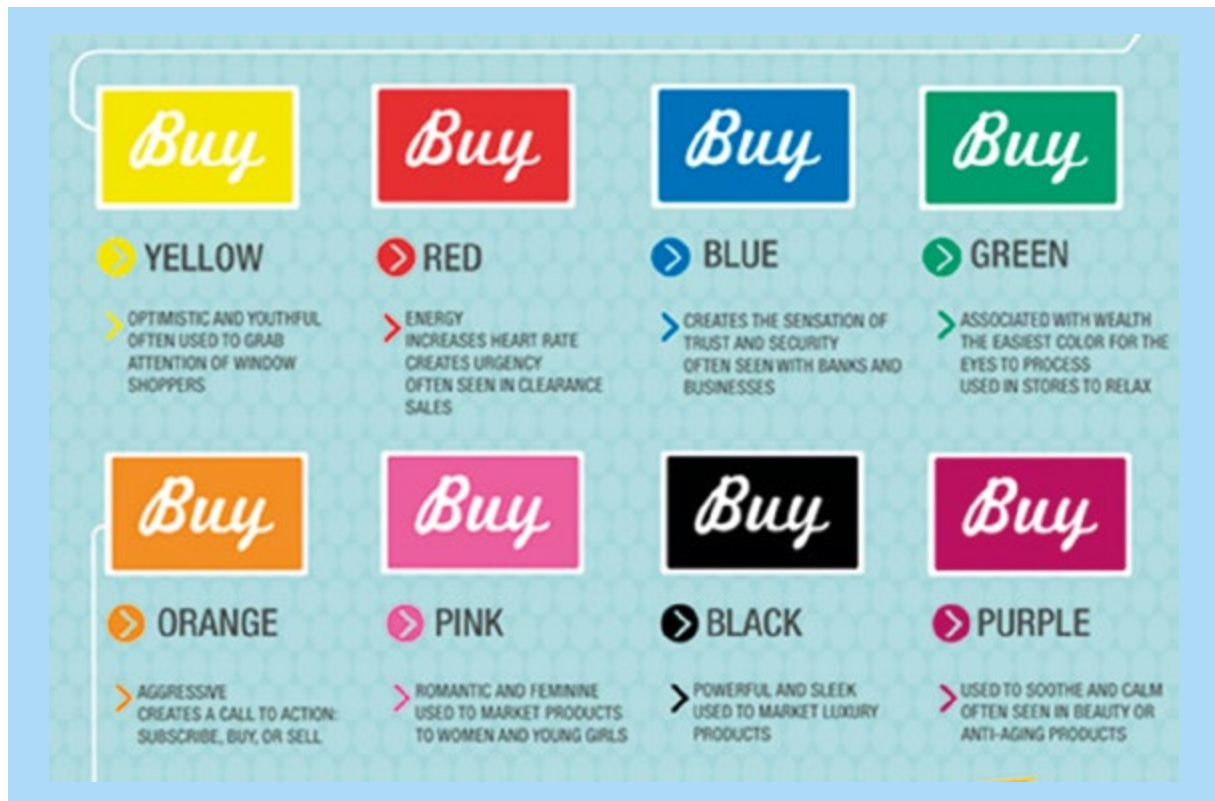 Buy
Buy
Buy
Buy
YELLOW
OPTIMISTIC AND YOUTHFUL
OFTEN USED TO GRAB
ATTENTION OF WINDOW
SHOPPERS
RED
ENERGY
INCREASES HEART RATE
CREATES URGENCY
OFTEN SEEN IN CLEARANCE
SALES
BLUE
CREATES THE SENSATION OF
TRUST AND SECURITY
OFTEN SEEN WITH BANKS AND
BUSINESSES
GREEN
ASSOCIATED WITH WEALTH
THE EASIEST COLOR FOR THE
EYES TO PROCESS
USED IN STORES TO RELAX
Buy
Buy
Buy
Buy
ORANGE
AGGRESSIVE
CREATES A CALL TO ACTION:
SUBSCRIBE, BUY, OR SELL
PINK
ROMANTIC AND FEMININE
USED TO MARKET PRODUCTS
TO WOMEN AND YOUNG GIRLS
BLACK
POWERFUL AND SLEEK
USED TO MARKET LUXURY
PRODUCTS
PURPLE
USED TO SOOTHE AND CALM
OFTEN SEEN IN BEAUTY OR
ANTI-AGING PRODUCTS